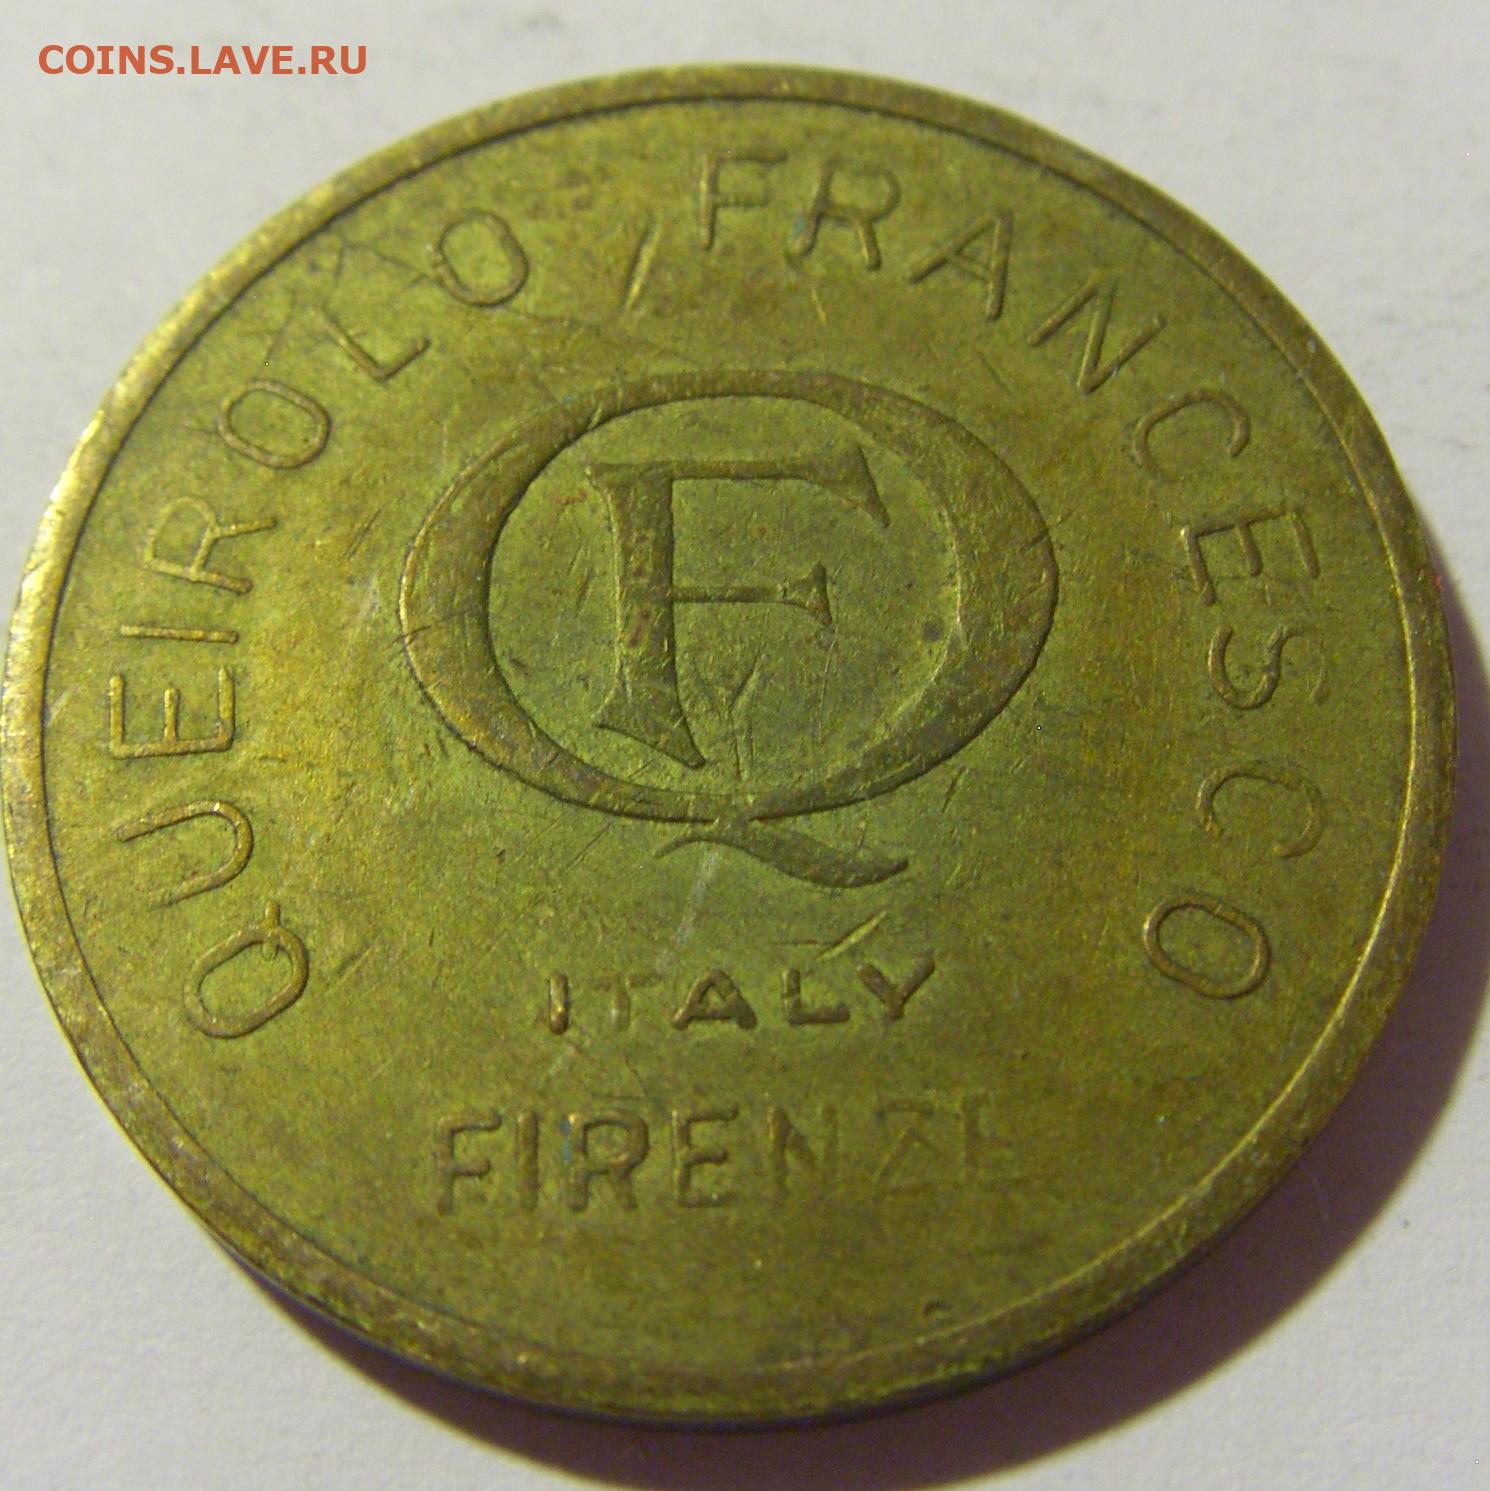 COINS.LAVE.RU
QUEIROLO FRANCESCO
QF
ITALY
FIRENZE